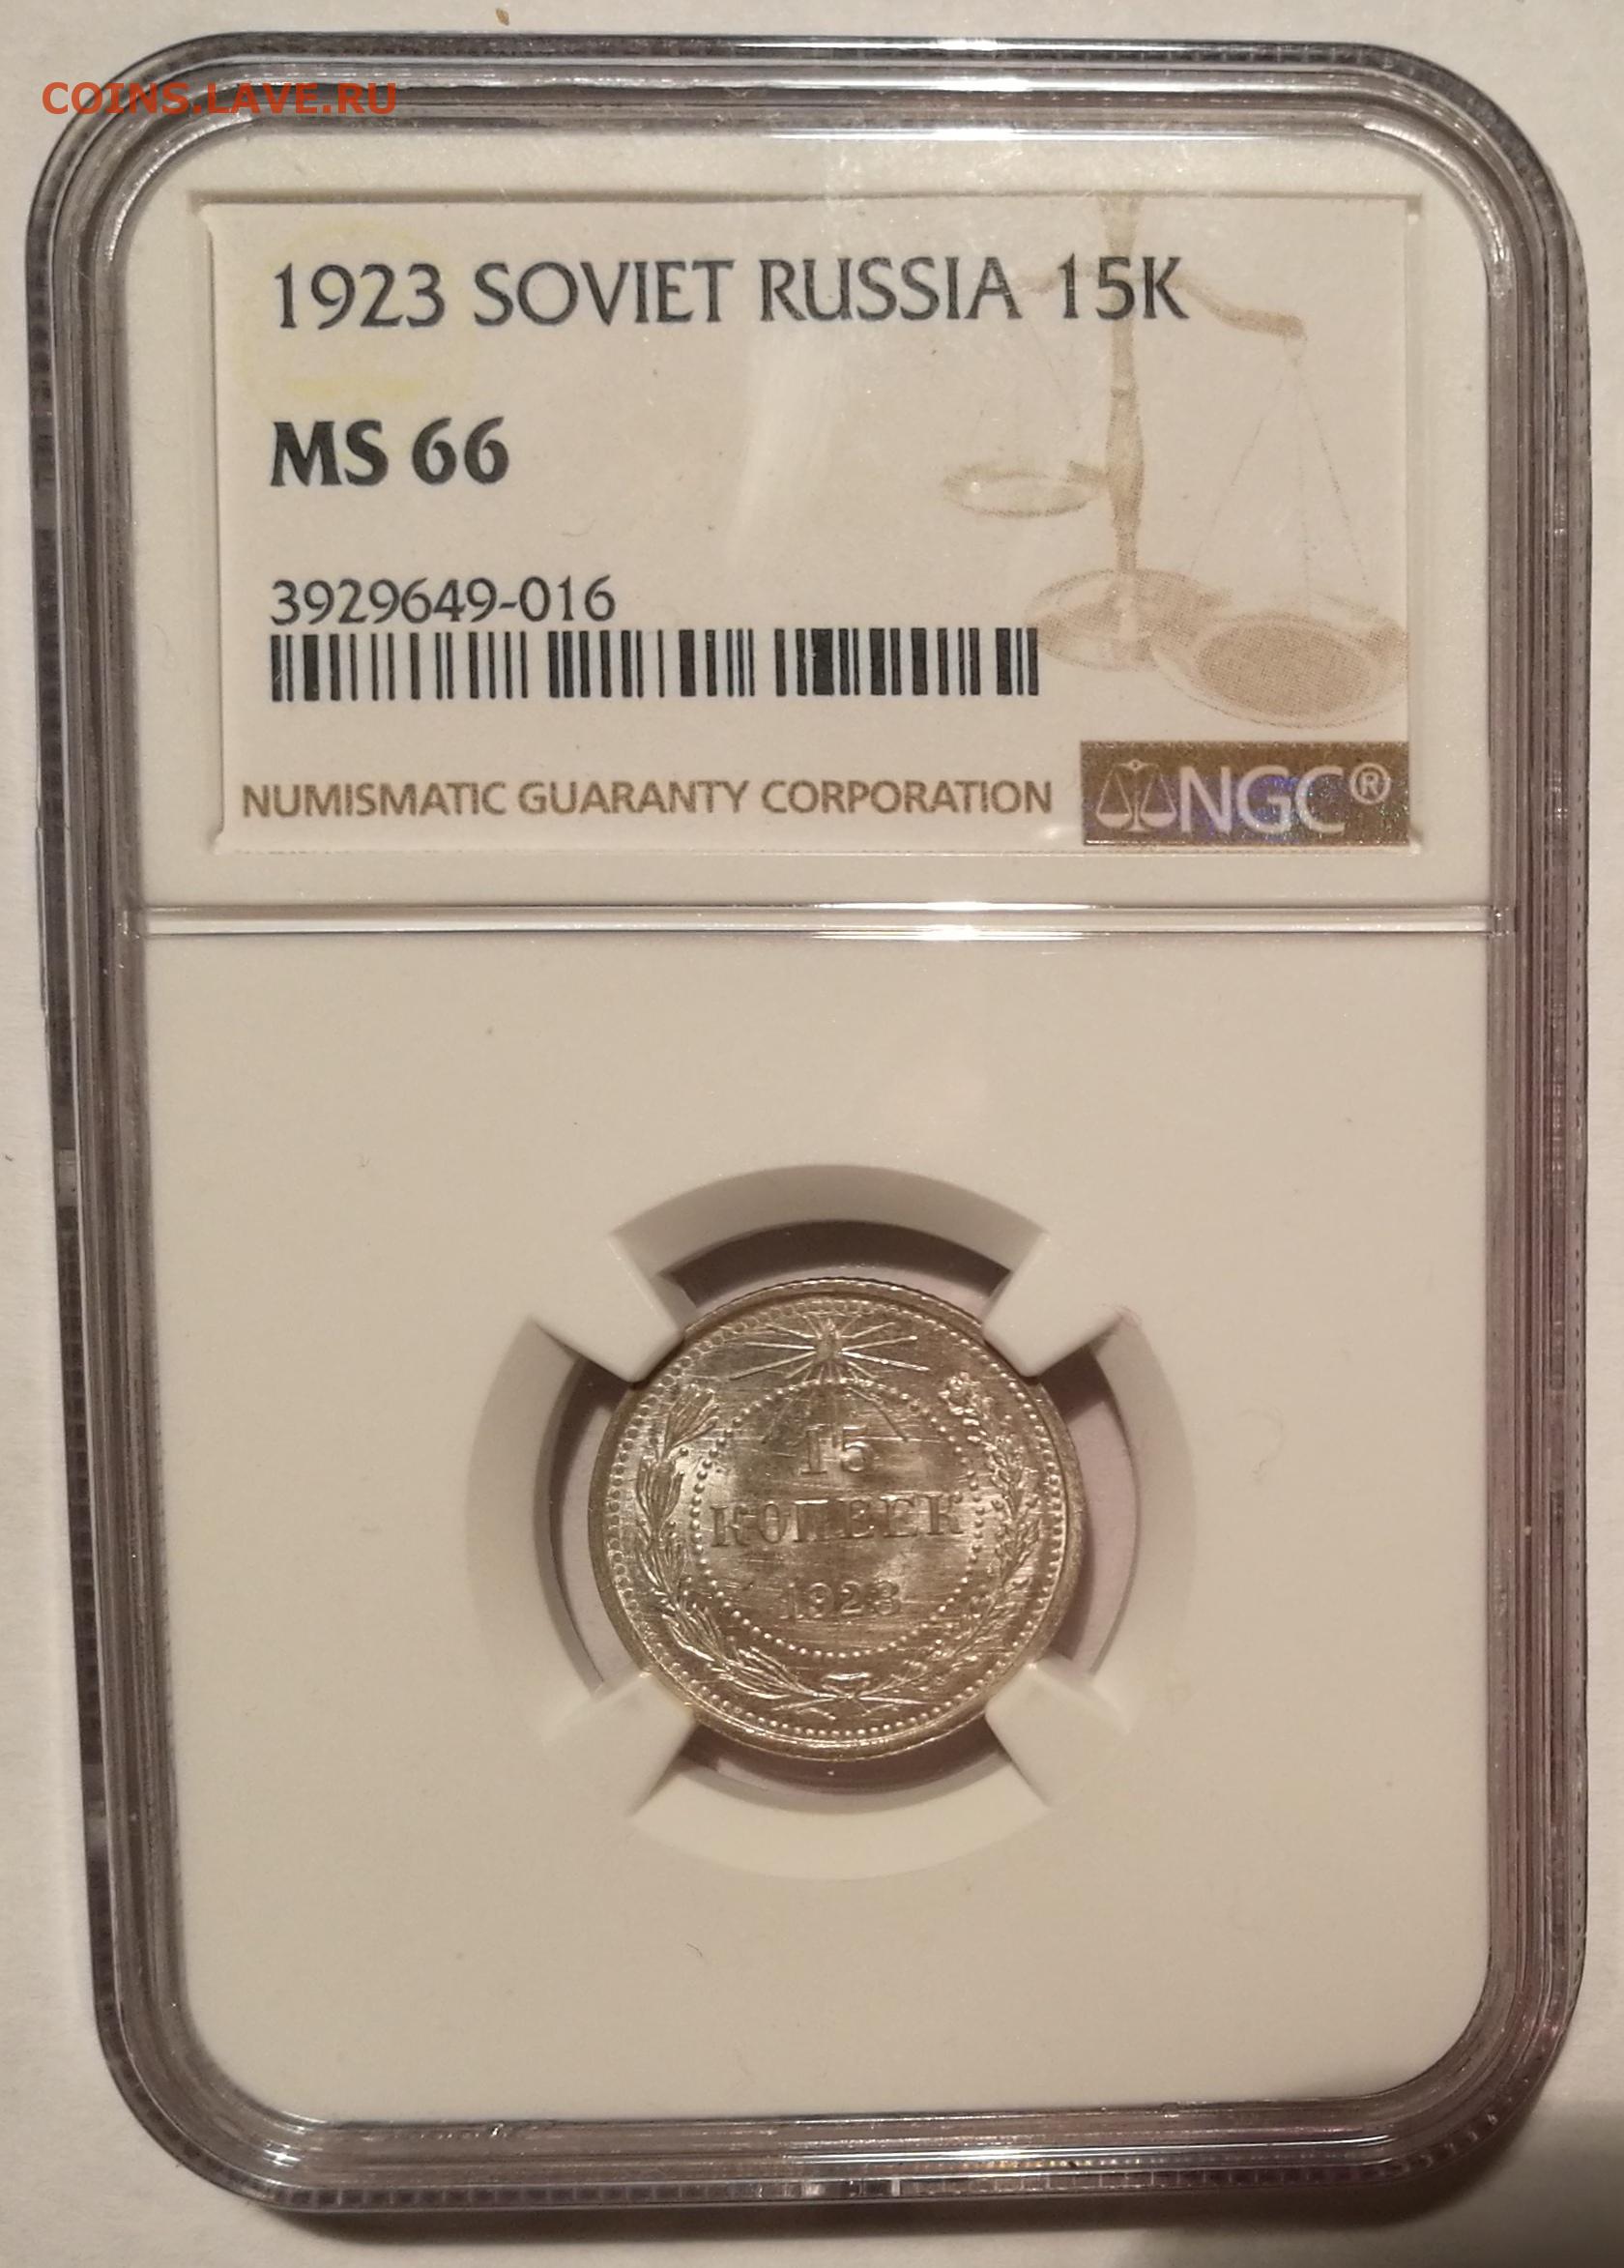 COINS.LAVE.RU
1923 SOVIET RUSSIA 15K
MS 66
3929649-016
NUMISMATIC GUARANTY CORPORATION NGC®
15
КОПЕЕК
1923